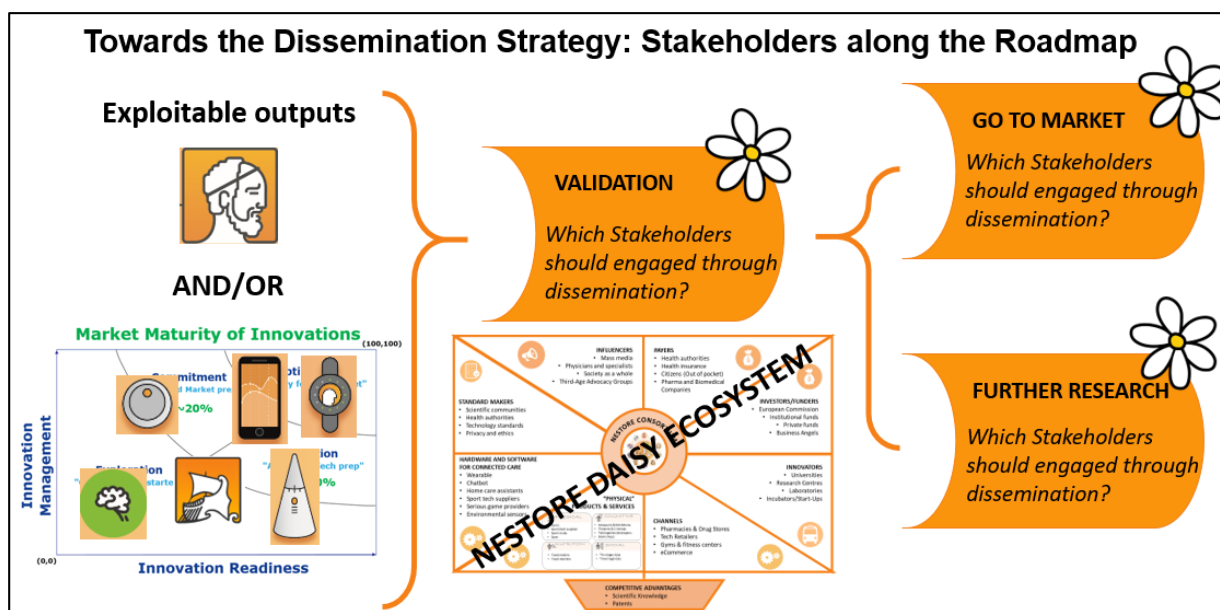 Towards the Dissemination Strategy: Stakeholders along the Roadmap
Exploitable outputs
AND/OR
Market Maturity of Innovations
(100,100)
Commitment
~20%
Innovation
Management
(0,0)
Innovation Readiness
VALIDATION
Which Stakeholders
should engaged through
dissemination?
INFLUENCERS
• Mass media
• Physicians and specialists
• Society as a whole
• Third-Age Advocacy Groups
PAYERS
• Health authorities
• Health insurance
• Citizens (Out of pocket)
• Pharma and Biomedical
Companies
STANDARD MAKERS
• Scientific communities
• Health authorities
• Technology standards
• Privacy and ethics
INVESTORS/FUNDERS
• European Commission
• Institutional funds
• Private funds
• Business Angels
NESTORE CONSOR
HARDWARE AND SOFTWARE
FOR CONNECTED CARE
• Wearable
• Chatbot
• Home care assistants
• Sport tech suppliers
• Serious game providers
• Environmental sensors
INNOVATORS
• Universities
• Research Centres
• Laboratories
• Incubators/Start-Ups
"PHYSICAL"
PRODUCTS & SERVICES
CHANNELS
• Pharmacies & Drug Stores
• Tech Retailers
• Gyms & fitness centers
• eCommerce
COMPETITIVE ADVANTAGES
• Scientific Knowledge
• Patents
NESTORE DAISY ECOSYSTEM
GO TO MARKET
Which Stakeholders
should engaged through
dissemination?
FURTHER RESEARCH
Which Stakeholders
should engaged through
dissemination?